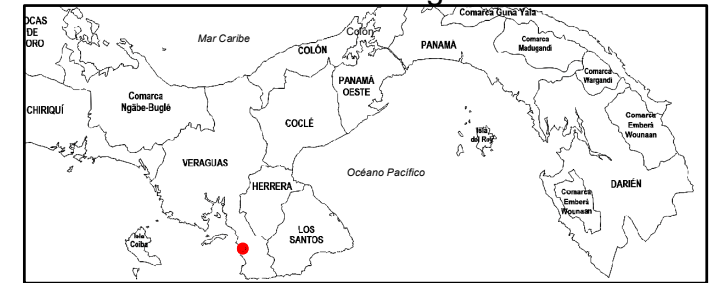 OCAS
DE
ORO
Mar Caribe
COLÓN
Colón
PANAMÁ
Comarca Guna Yala
Comarca
Madugandi
Comarca
Wargandi
CHIRIQUÍ
Comarca
Ngäbe-Buglé
COCLÉ
PANAMÁ
OESTE
Comarca
Emberá
Wounaan
Isla
del Rey
VERAGUAS
HERRERA
Océano Pacífico
Comarca
Emberá
Wounaan
DARIÉN
LOS
SANTOS
Isla
Coiba